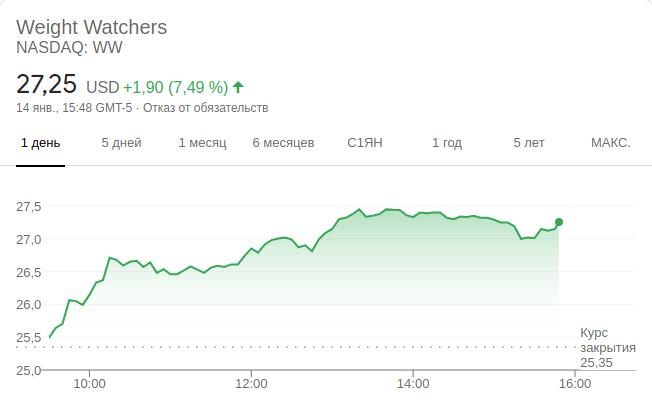 Weight Watchers
NASDAQ: WW
27,25 USD +1,90 (7,49 %)
14 янв., 15:48 GMT-5 · Отказ от обязательств
1 день 5 дней 1 месяц 6 месяцев С1ЯН 1 год 5 лет МАКС.
27,5
27,0
26,5
26,0
25,5
Курс
закрытия
25,35
25,0
10:00 12:00 14:00 16:00